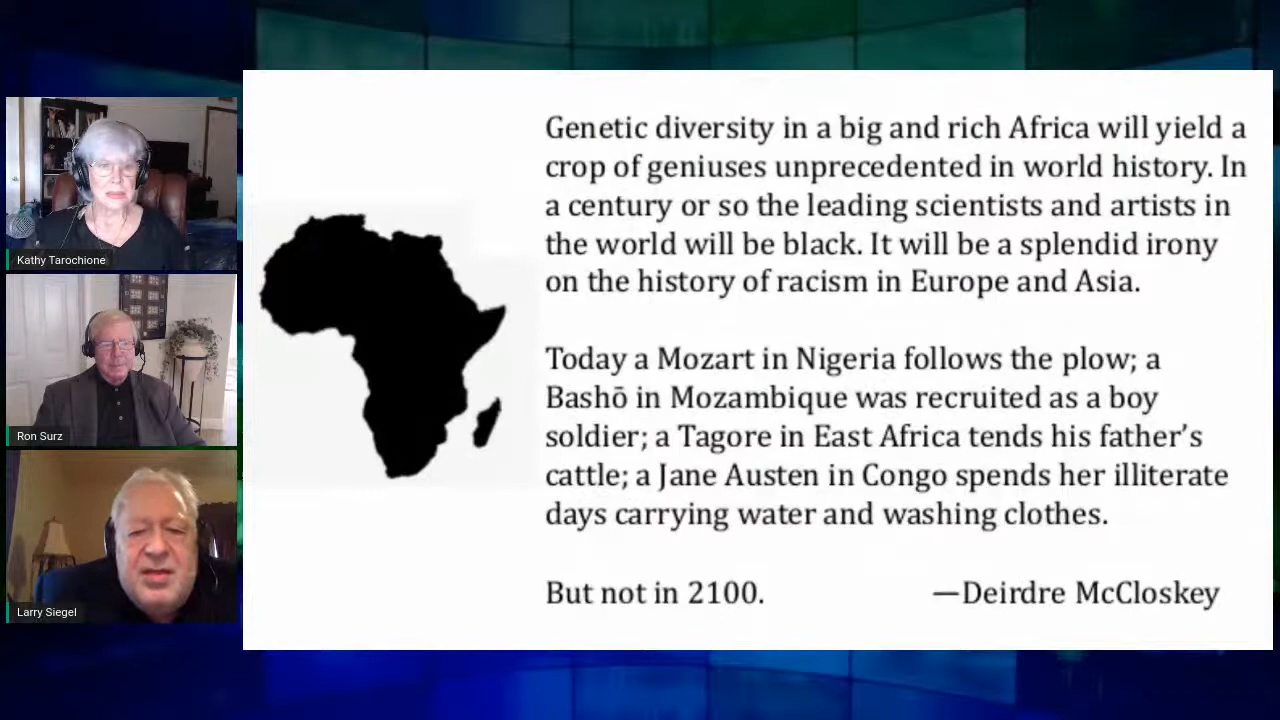 Kathy Tarochione
Ron Surz
Larry Siegel
Genetic diversity in a big and rich Africa will yield a
crop of geniuses unprecedented in world history. In
a century or so the leading scientists and artists in
the world will be black. It will be a splendid irony
on the history of racism in Europe and Asia.
Today a Mozart in Nigeria follows the plow; a
Bashō in Mozambique was recruited as a boy
soldier; a Tagore in East Africa tends his father’s
cattle; a Jane Austen in Congo spends her illiterate
days carrying water and washing clothes.
But not in 2100. —Deirdre McCloskey